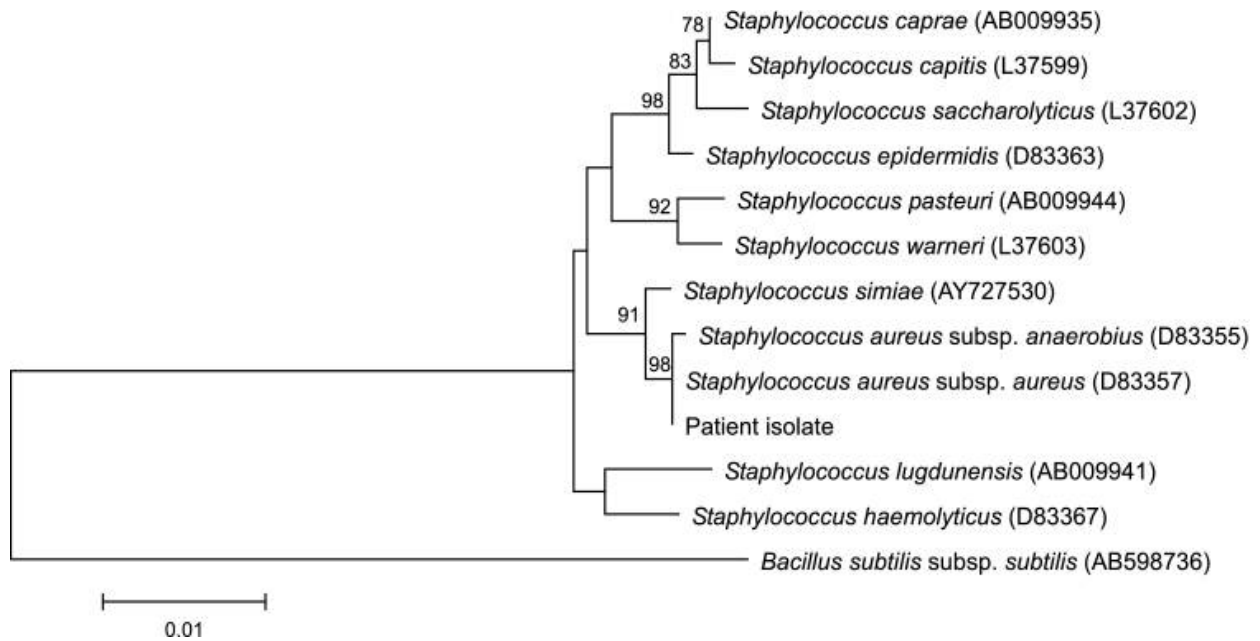 78
Staphylococcus caprae (AB009935)
83
Staphylococcus capitis (L37599)
98
Staphylococcus saccharolyticus (L37602)
Staphylococcus epidermidis (D83363)
92
Staphylococcus pasteuri (AB009944)
Staphylococcus warneri (L37603)
Staphylococcus simiae (AY727530)
91
Staphylococcus aureus subsp. anaerobius (D83355)
98
Staphylococcus aureus subsp. aureus (D83357)
Patient isolate
Staphylococcus lugdunensis (AB009941)
Staphylococcus haemolyticus (D83367)
Bacillus subtilis subsp. subtilis (AB598736)
0.01